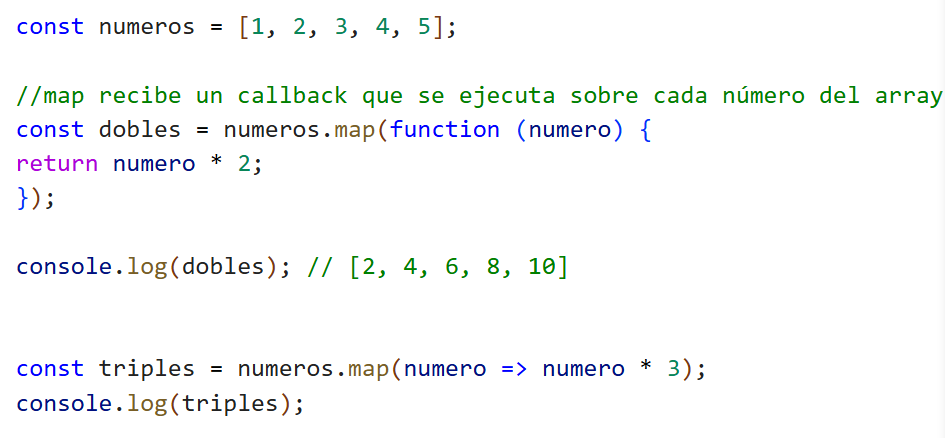 const numeros = [1, 2, 3, 4, 5];
//map recibe un callback que se ejecuta sobre cada número del array
const dobles = numeros.map(function (numero) {
return numero * 2;
});
console.log(dobles); // [2, 4, 6, 8, 10]
const triples = numeros.map(numero => numero * 3);
console.log(triples);